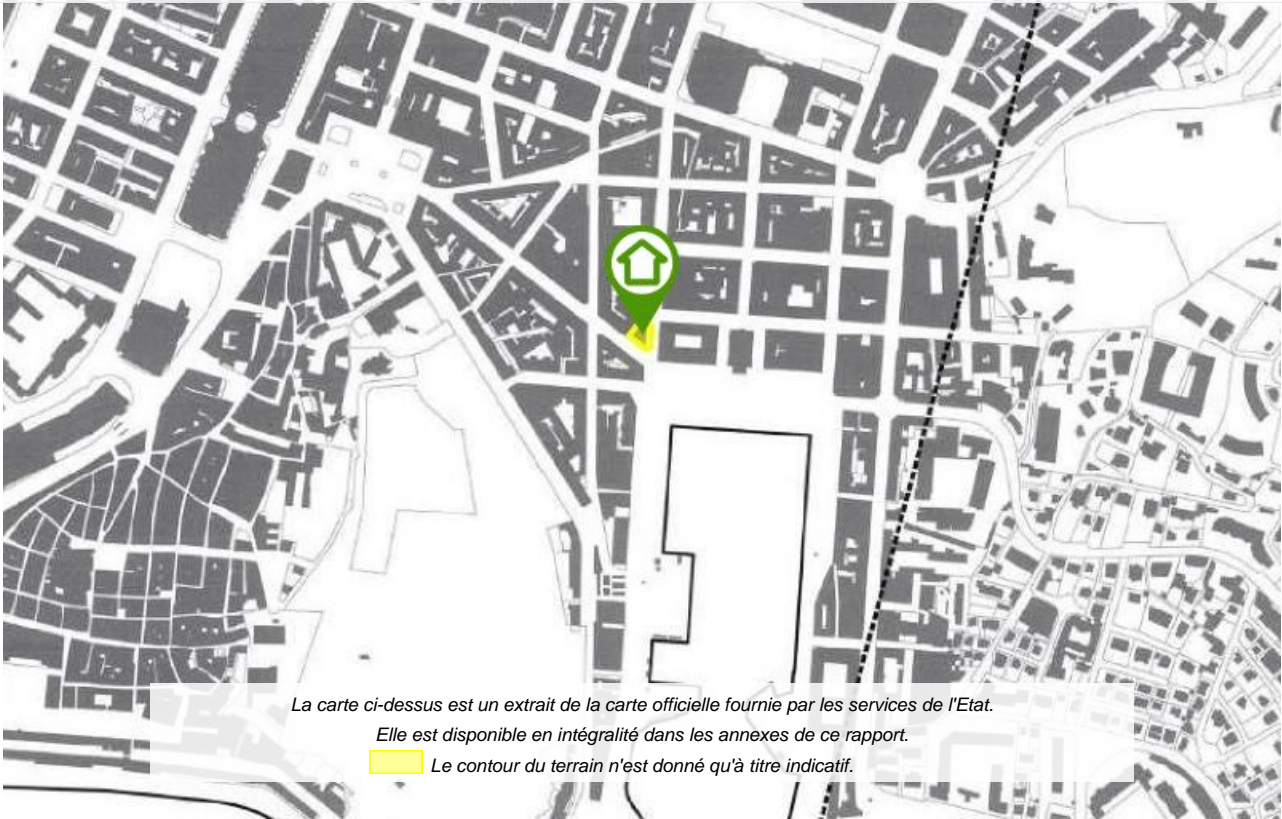 La carte ci-dessus est un extrait de la carte officielle fournie par les services de l'Etat.
Elle est disponible en intégralité dans les annexes de ce rapport.
Le contour du terrain n'est donné qu'à titre indicatif.